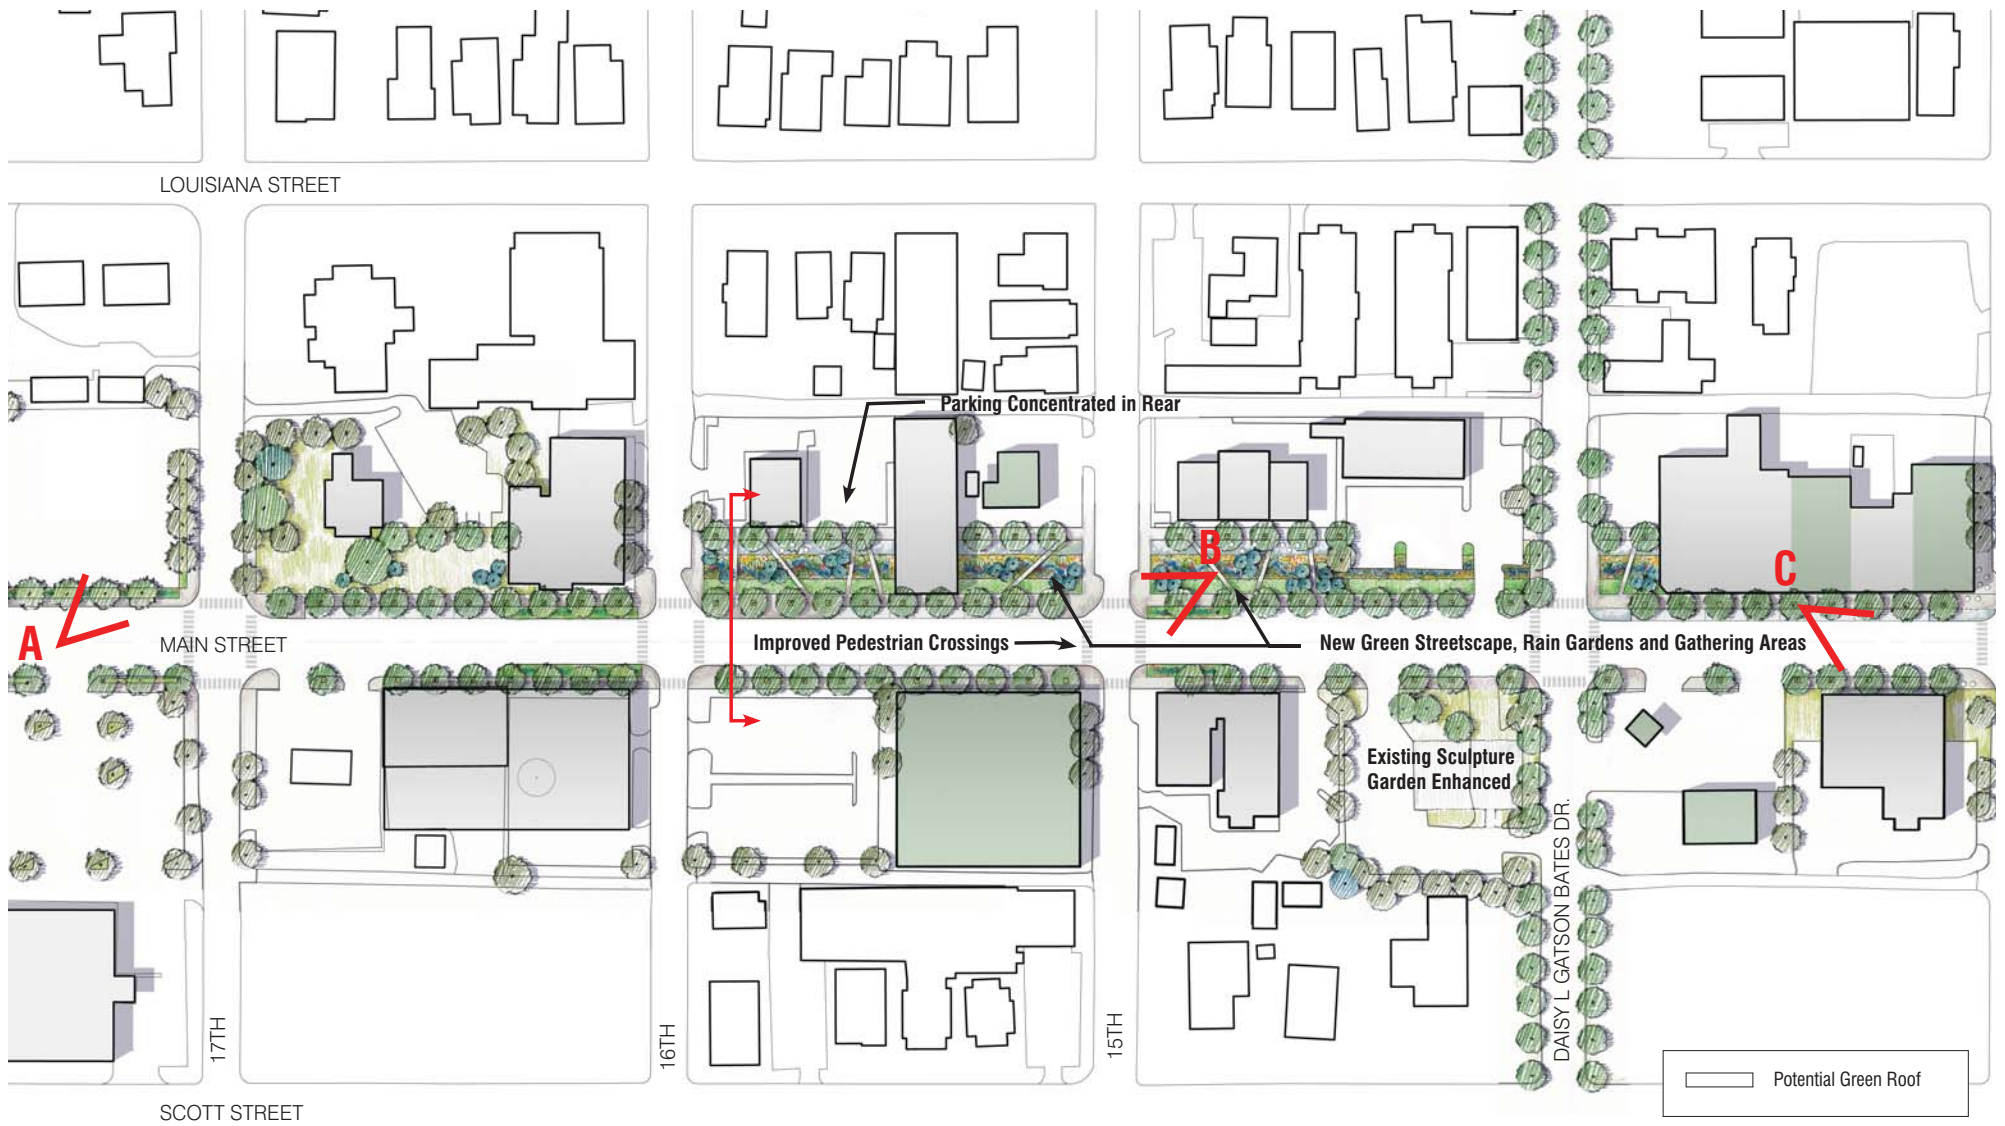 LOUISIANA STREET
Parking Concentrated in Rear
B
C
A
MAIN STREET
Improved Pedestrian Crossings
New Green Streetscape, Rain Gardens and Gathering Areas
Existing Sculpture
Garden Enhanced
17TH
16TH
15TH
DAISY L GATSON BATES DR.
Potential Green Roof
SCOTT STREET